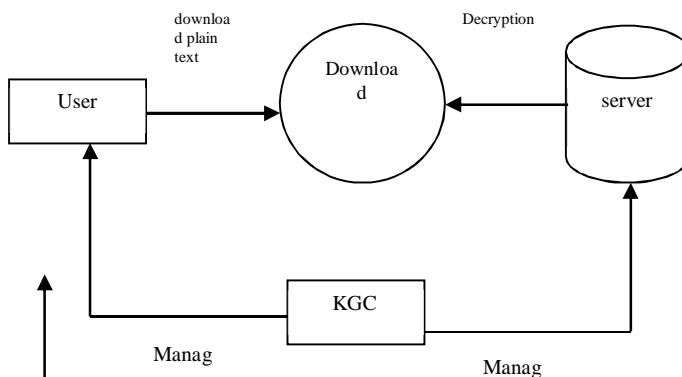 downloa
d plain
text
Decryption
User
Downloa
d
server
KGC
Manag
Manag